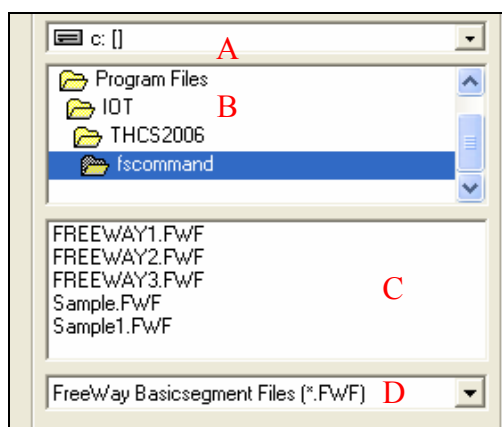 c: []
A
Program Files
IOT
B
THCS2006
fscommand
FREEWAY1.FWF
FREEWAY2.FWF
FREEWAY3.FWF
Sample.FWF
Sample1.FWF
C
FreeWay Basicsegment Files (*.FWF)
D